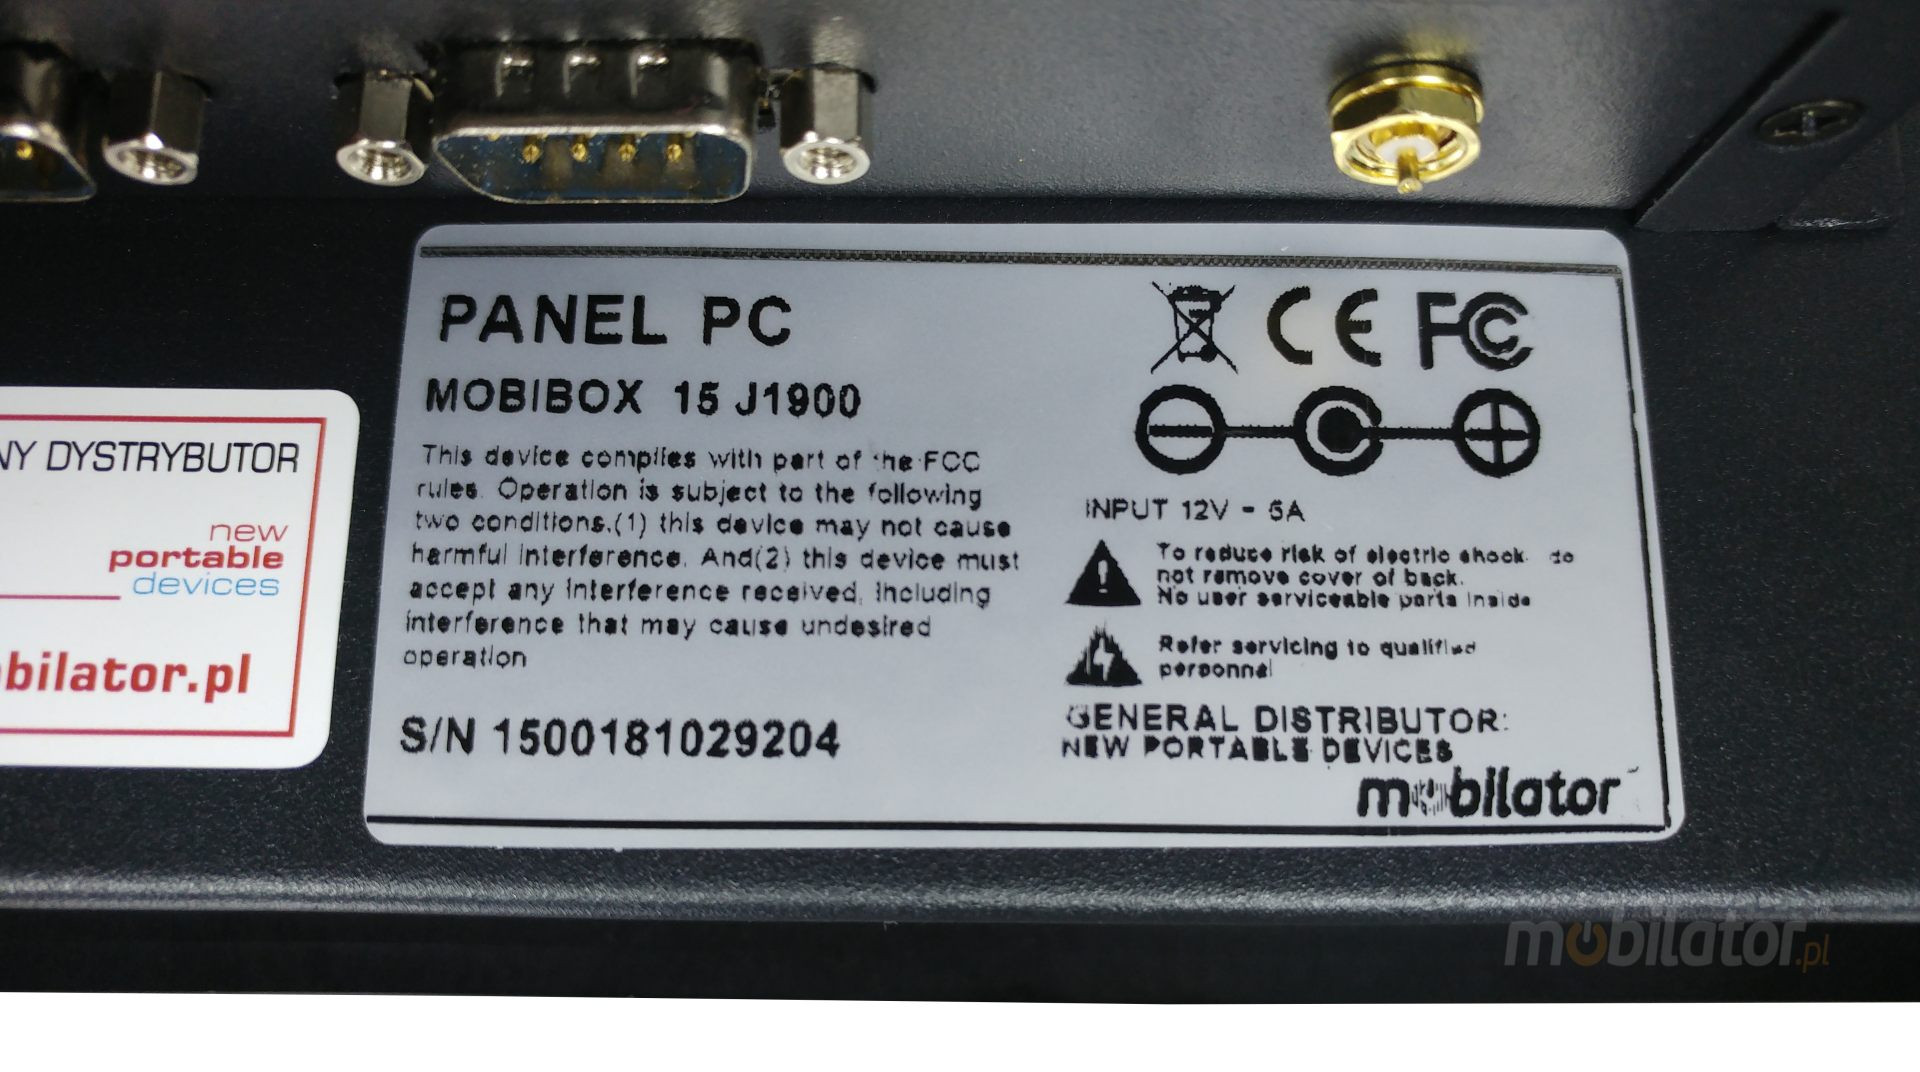 NY DYSTRYBUTOR
new
portable
devices
bilator.pl
PANEL PC
MOBIBOX 15 J1900
This device complies with part of the FCC
rules. Operation is subject to the following
two conditions.(1) this device may not cause
harmful interference. And(2) this device must
accept any interference received, including
interference that may cause undesired
operation
S/N 1500181029204
CE FC
INPUT 12V - 5A
To reduce risk of electric shock. do
not remove cover of back.
No user serviceable parts inside
Refer servicing to qualified
personnal
GENERAL DISTRIBUTOR:
NEW PORTABLE DEVICES
mobilator
mobilator.pl